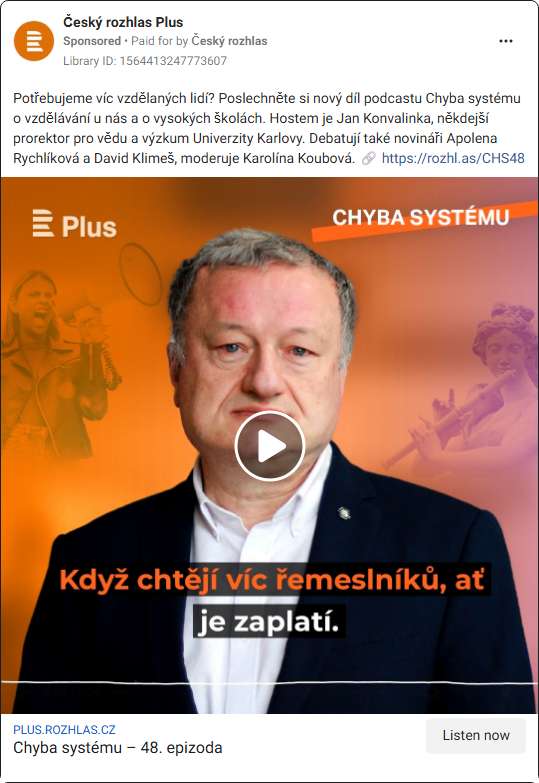 Český rozhlas Plus
Sponsored • Paid for by Český rozhlas
Library ID: 1564413247773607
Potřebujeme víc vzdělaných lidí? Poslechněte si nový díl podcastu Chyba systému
o vzdělávání u nás a o vysokých školách. Hostem je Jan Konvalinka, někdejší
prorektor pro vědu a výzkum Univerzity Karlovy. Debatují také novináři Apolena
Rychlíková a David Klimeš, moderuje Karolína Koubová. 🔗 https://rozhl.as/CHS48
Plus
CHYBA SYSTÉMU
Když chtějí víc řemeslníků, ať
je zaplatí.
PLUS.ROZHLAS.CZ
Chyba systému – 48. epizoda
Listen now